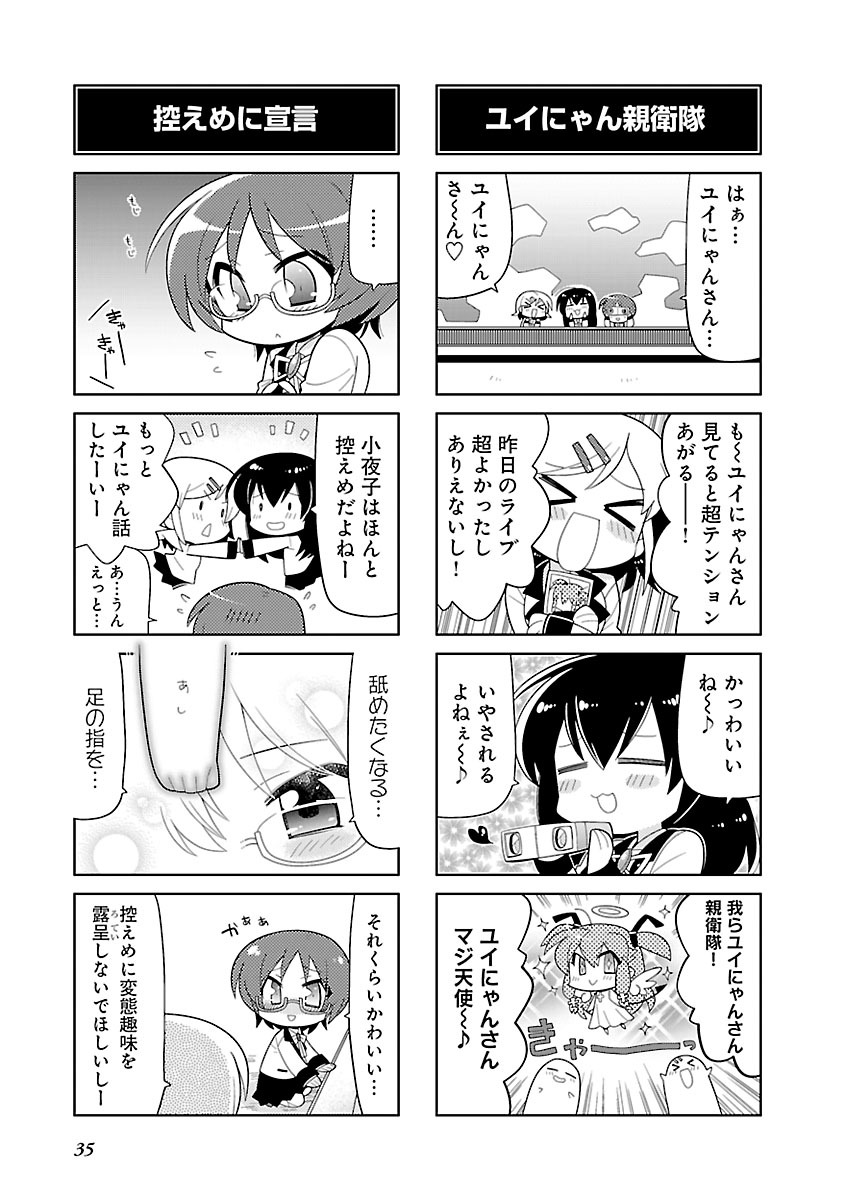 ユイにゃん親衛隊
はぁ…
ユイにゃんさん…
ユイにゃん
さ〜ん♡
も〜ユイにゃんさん
見てると超テンション
あがる――！
昨日のライブ
超よかったし
ありえないし！
かっわいい
ね〜♪
いやされる
よねぇ〜♪
我らユイにゃんさん
親衛隊！
ユイにゃんさん
マジ天使〜♪
きゃーーっ
控えめに宣言
……
もじ
もじ
きゃー
きゃー
小夜子はほんと
控えめだよねー
もっと
ユイにゃん話
したーいー
あ…うん
えっと…
舐めたくなる…
あし
足の指を…
それくらいかわいい…
かぁぁ
控えめに変態趣味を
露呈しないでほしいしー
ろてい
35